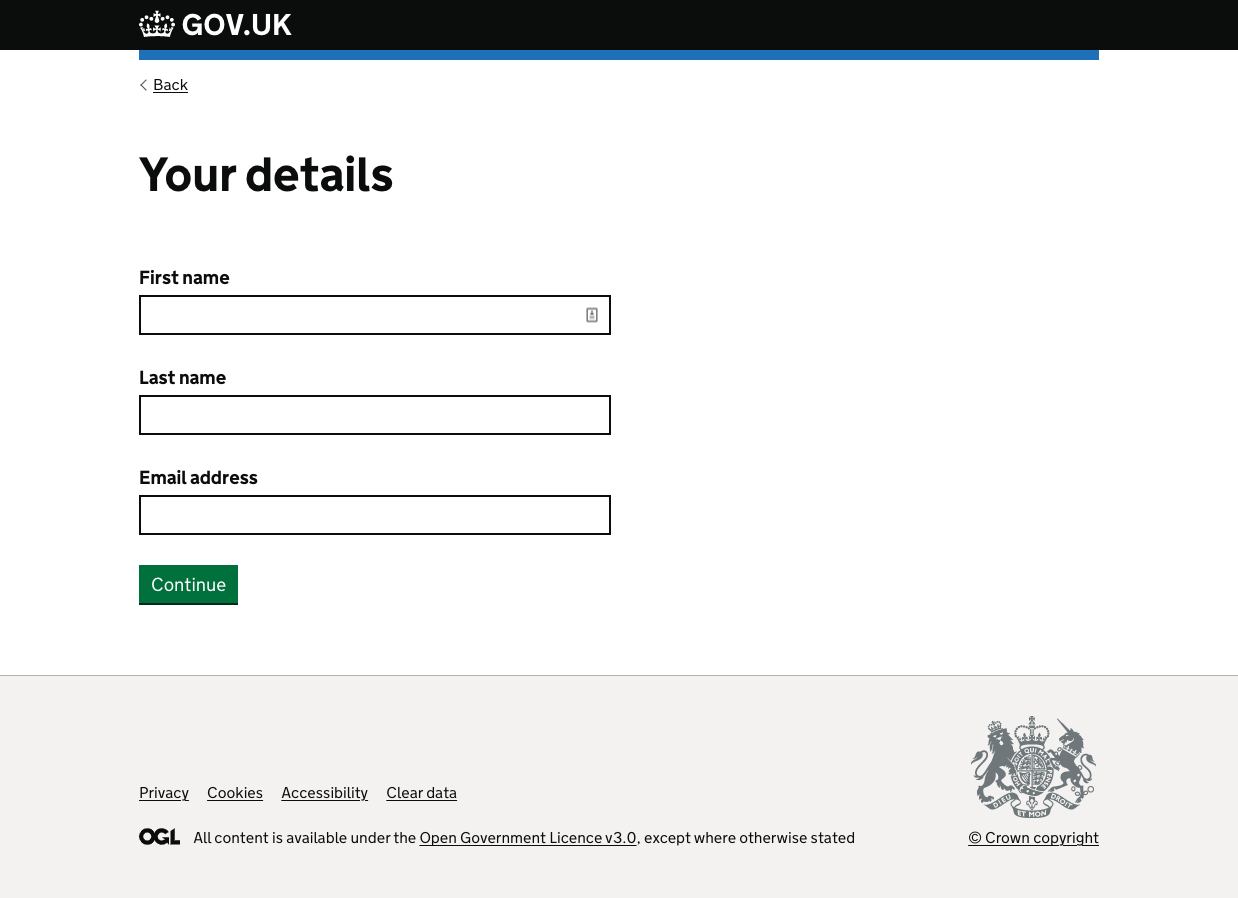 GOV.UK
Back
Your details
First name
Last name
Email address
Continue
Privacy Cookies Accessibility Clear data
OGL All content is available under the Open Government Licence v3.0, except where otherwise stated
© Crown copyright
DIEU ET MON DROIT